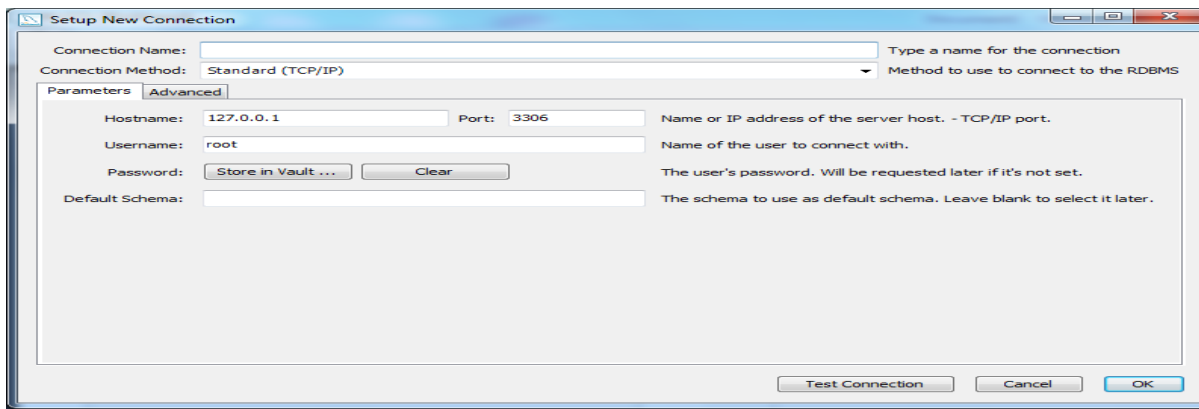 Setup New Connection
Connection Name: Type a name for the connection
Connection Method: Standard (TCP/IP) Method to use to connect to the RDBMS
Parameters Advanced
Hostname: 127.0.0.1 Port: 3306 Name or IP address of the server host. - TCP/IP port.
Username: root Name of the user to connect with.
Password: Store in Vault ... Clear The user's password. Will be requested later if it's not set.
Default Schema: The schema to use as default schema. Leave blank to select it later.
Test Connection Cancel OK